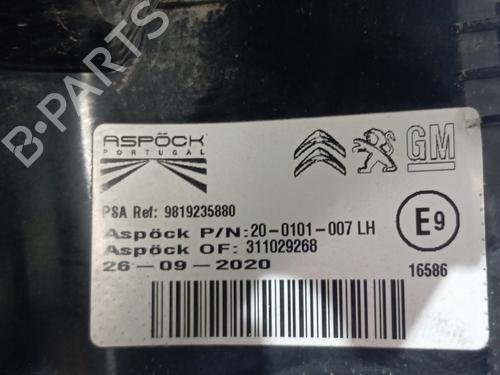 B-PARTS
ASPÖCK
PORTUGAL
GM
PSA Ref: 9819235880
Aspöck P/N: 20-0101-007 LH
Aspöck OF: 311029268
26-09-2020
E9
16586